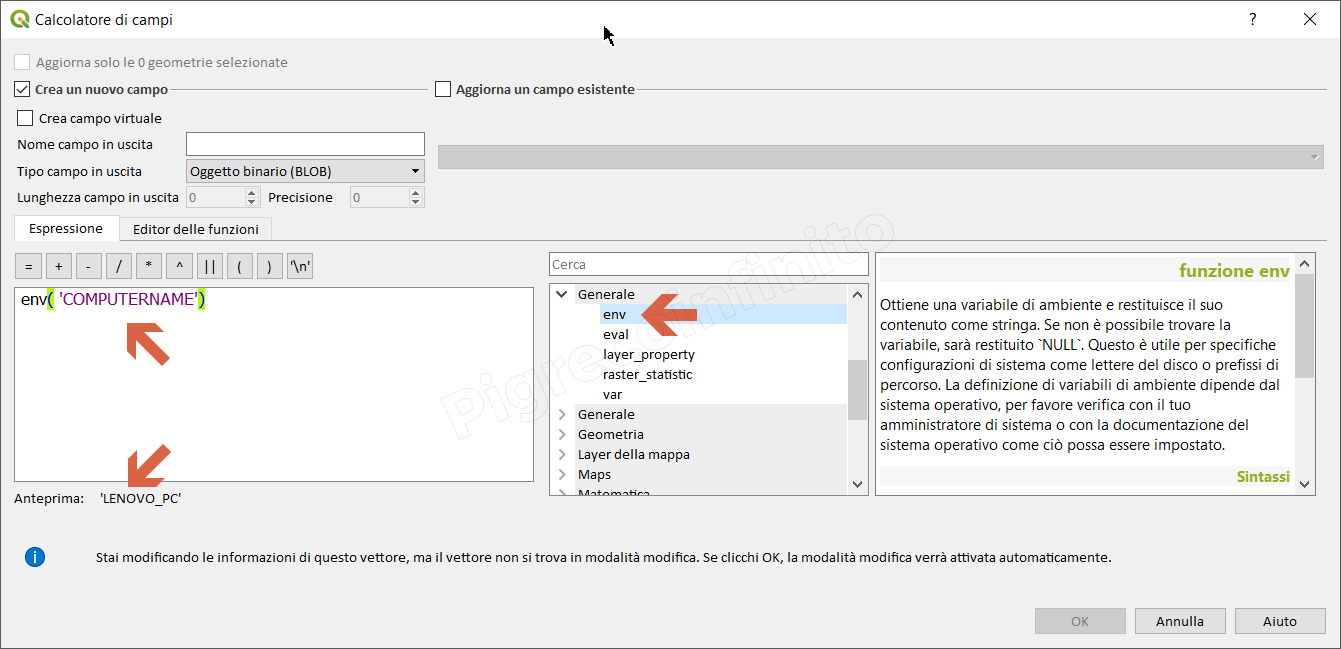 Calcolatore di campi
?
Aggiorna solo le 0 geometrie selezionate
Crea un nuovo campo
Aggiorna un campo esistente
Crea campo virtuale
Nome campo in uscita
Tipo campo in uscita
Oggetto binario (BLOB)
Lunghezza campo in uscita
0
Precisione
0
Espressione
Editor delle funzioni
= + - / * ^ || ( ) '\n'
env( 'COMPUTERNAME')
Anteprima: 'LENOVO_PC'
Cerca
Generale
env
eval
layer_property
raster_statistic
var
Generale
Geometria
Layer della mappa
Maps
Matematica
funzione env
Ottiene una variabile di ambiente e restituisce il suo
contenuto come stringa. Se non è possibile trovare la
variabile, sarà restituito `NULL`. Questo è utile per specifiche
configurazioni di sistema come lettere del disco o prefissi di
percorso. La definizione di variabili di ambiente dipende dal
sistema operativo, per favore verifica con il tuo
amministratore di sistema o con la documentazione del
sistema operativo come ciò possa essere impostato.
Sintassi
Stai modificando le informazioni di questo vettore, ma il vettore non si trova in modalità modifica. Se clicchi OK, la modalità modifica verrà attivata automaticamente.
OK
Annulla
Aiuto